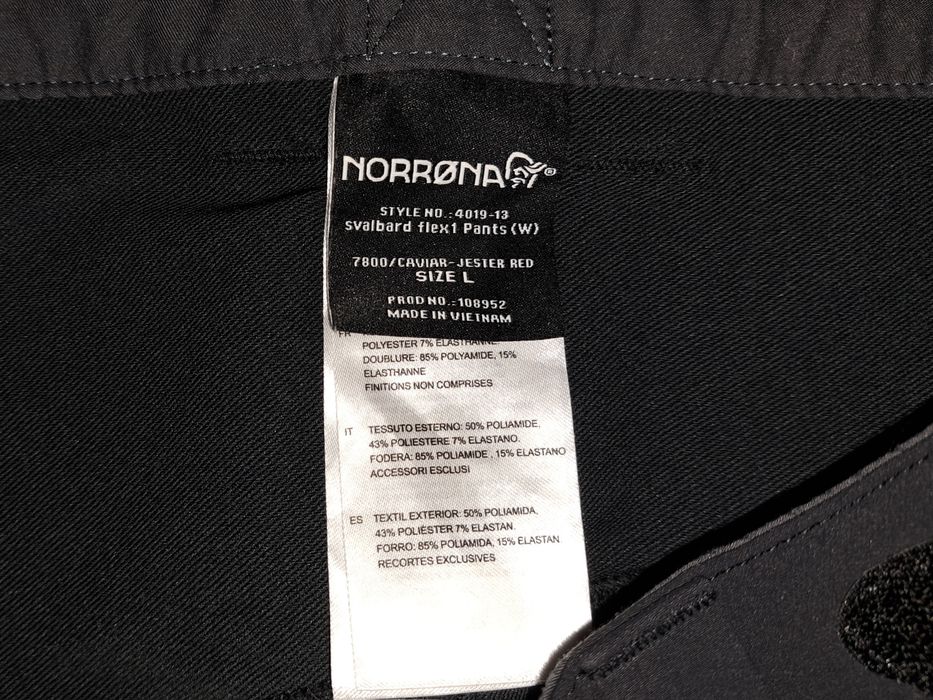 NORRØNA®
STYLE NO.:4019-13
svalbard flex1 Pants (W)
7800/CAVIAR-JESTER RED
SIZE L
PROD NO.:108952
MADE IN VIETNAM
FR
POLYESTER 7% ELASTHANNE.
DOUBLURE: 85% POLYAMIDE, 15%
ELASTHANNE
FINITIONS NON COMPRISES
IT TESSUTO ESTERNO: 50% POLIAMIDE,
43% POLIESTERE 7% ELASTANO.
FODERA: 85% POLIAMIDE , 15% ELASTANO
ACCESSORI ESCLUSI
ES TEXTIL EXTERIOR: 50% POLIAMIDA,
43% POLIÉSTER 7% ELASTAN.
FORRO: 85% POLIAMIDA, 15% ELASTAN
RECORTES EXCLUSIVES